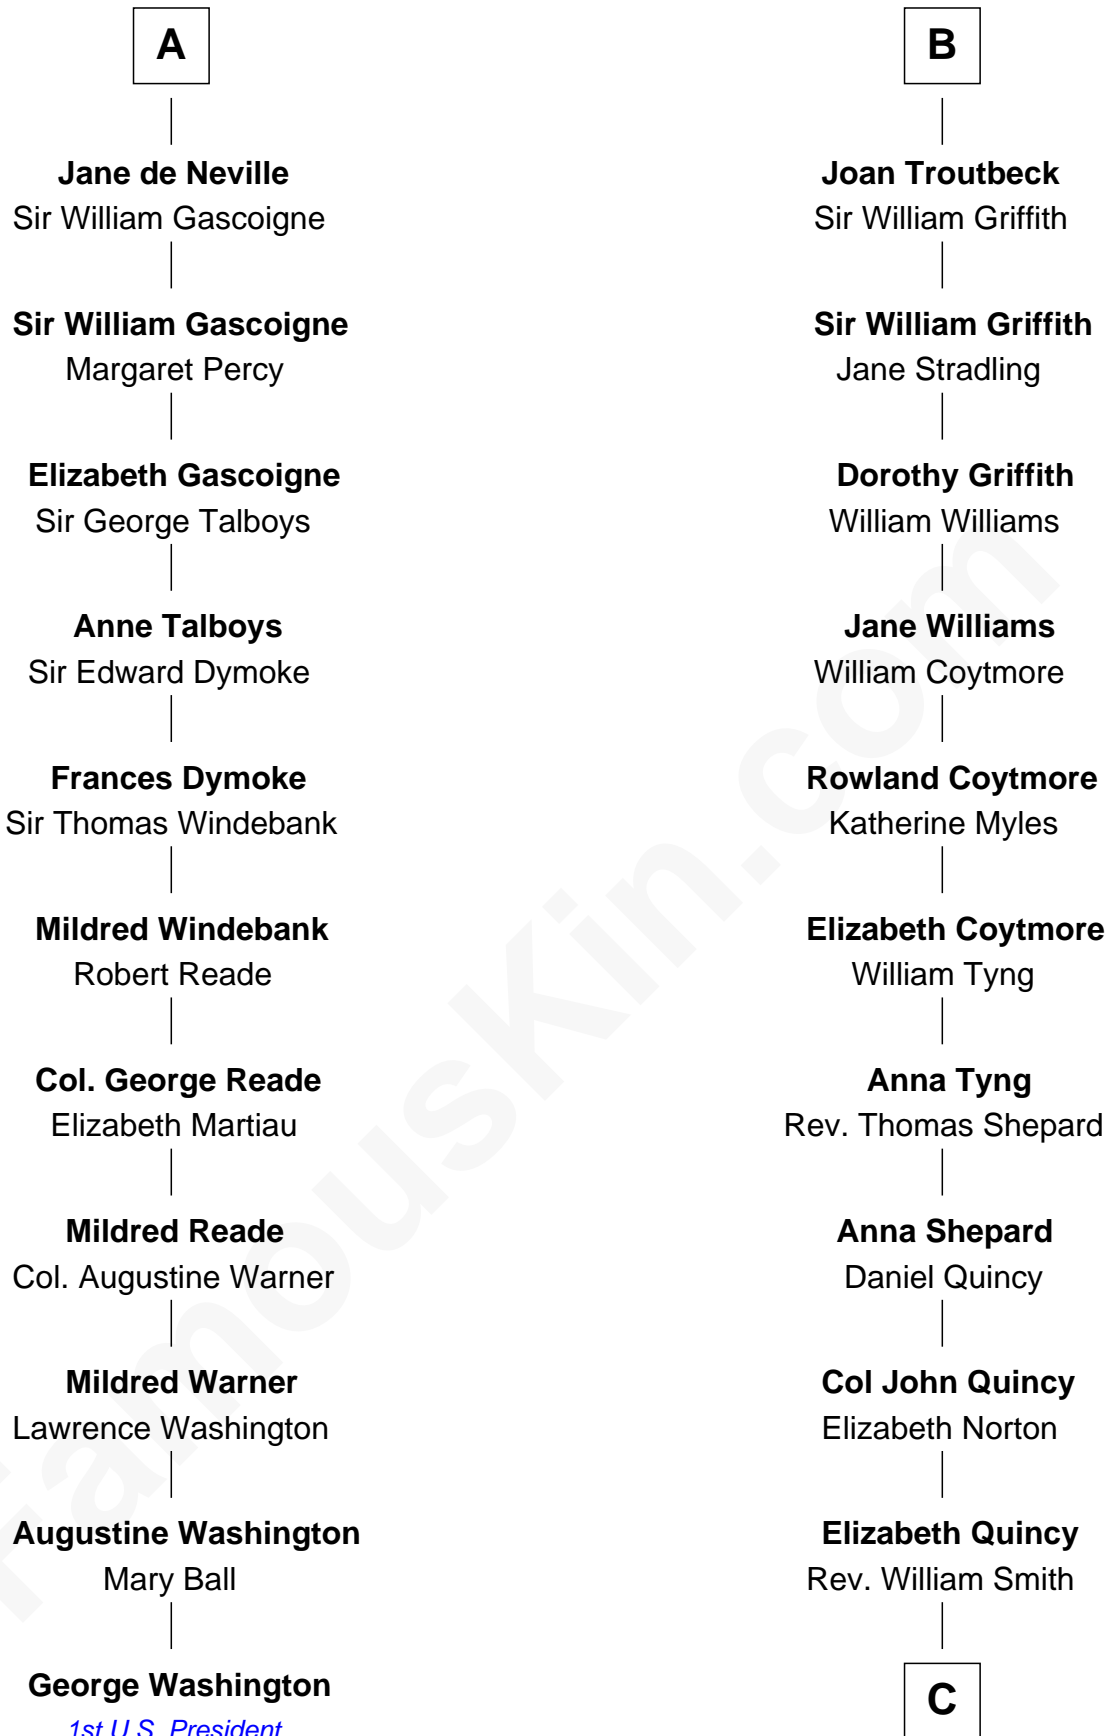 A
Jane de Neville
Sir William Gascoigne
Sir William Gascoigne
Margaret Percy
Elizabeth Gascoigne
Sir George Talboys
Anne Talboys
Sir Edward Dymoke
Frances Dymoke
Sir Thomas Windebank
Mildred Windebank
Robert Reade
Col. George Reade
Elizabeth Martiau
Mildred Reade
Col. Augustine Warner
Mildred Warner
Lawrence Washington
Augustine Washington
Mary Ball
George Washington
1st U.S. President
B
Joan Troutbeck
Sir William Griffith
Sir William Griffith
Jane Stradling
Dorothy Griffith
William Williams
Jane Williams
William Coytmore
Rowland Coytmore
Katherine Myles
Elizabeth Coytmore
William Tyng
Anna Tyng
Rev. Thomas Shepard
Anna Shepard
Daniel Quincy
Col John Quincy
Elizabeth Norton
Elizabeth Quincy
Rev. William Smith
C
FamousKin.com